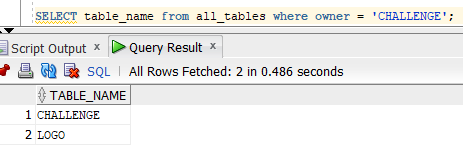 SELECT table_name from all_tables where owner = 'CHALLENGE';
Script Output x Query Result x
SQL | All Rows Fetched: 2 in 0.486 seconds
TABLE_NAME
1 CHALLENGE
2 LOGO